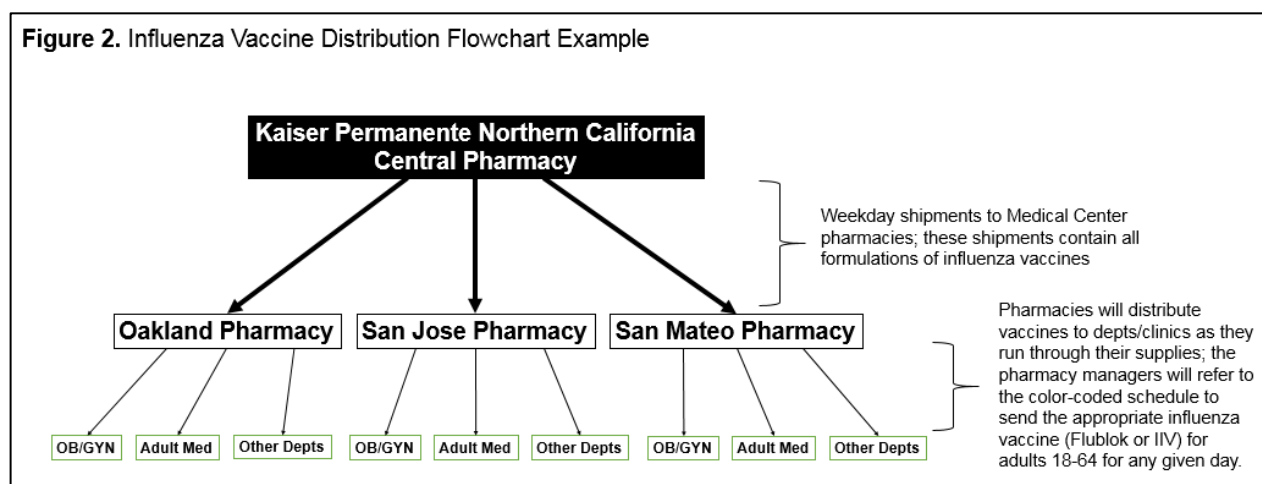 Figure 2. Influenza Vaccine Distribution Flowchart Example
Kaiser Permanente Northern California
Central Pharmacy
Weekday shipments to Medical Center
pharmacies; these shipments contain all
formulations of influenza vaccines
Oakland Pharmacy
San Jose Pharmacy
San Mateo Pharmacy
Pharmacies will distribute
vaccines to depts/clinics as they
run through their supplies; the
pharmacy managers will refer to
the color-coded schedule to
send the appropriate influenza
vaccine (Flublok or IIV) for
adults 18-64 for any given day.
OB/GYN
Adult Med
Other Depts
OB/GYN
Adult Med
Other Depts
OB/GYN
Adult Med
Other Depts